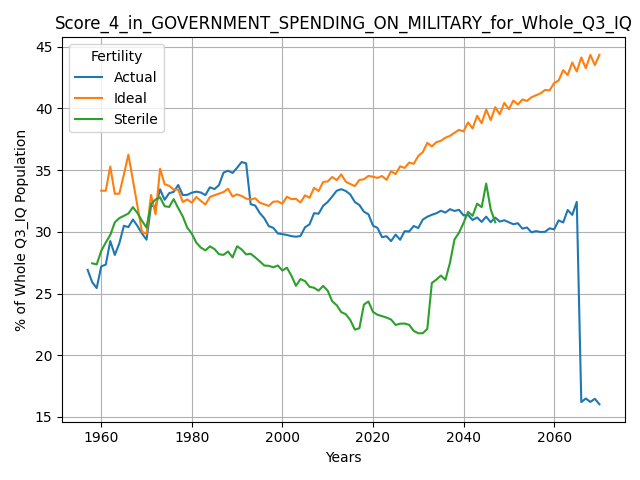 Score_4_in_GOVERNMENT_SPENDING_ON_MILITARY_for_Whole_Q3_IQ
% of Whole Q3_IQ Population
45
40
35
30
25
20
15
Fertility
Actual
Ideal
Sterile
1960
1980
2000
2020
2040
2060
Years